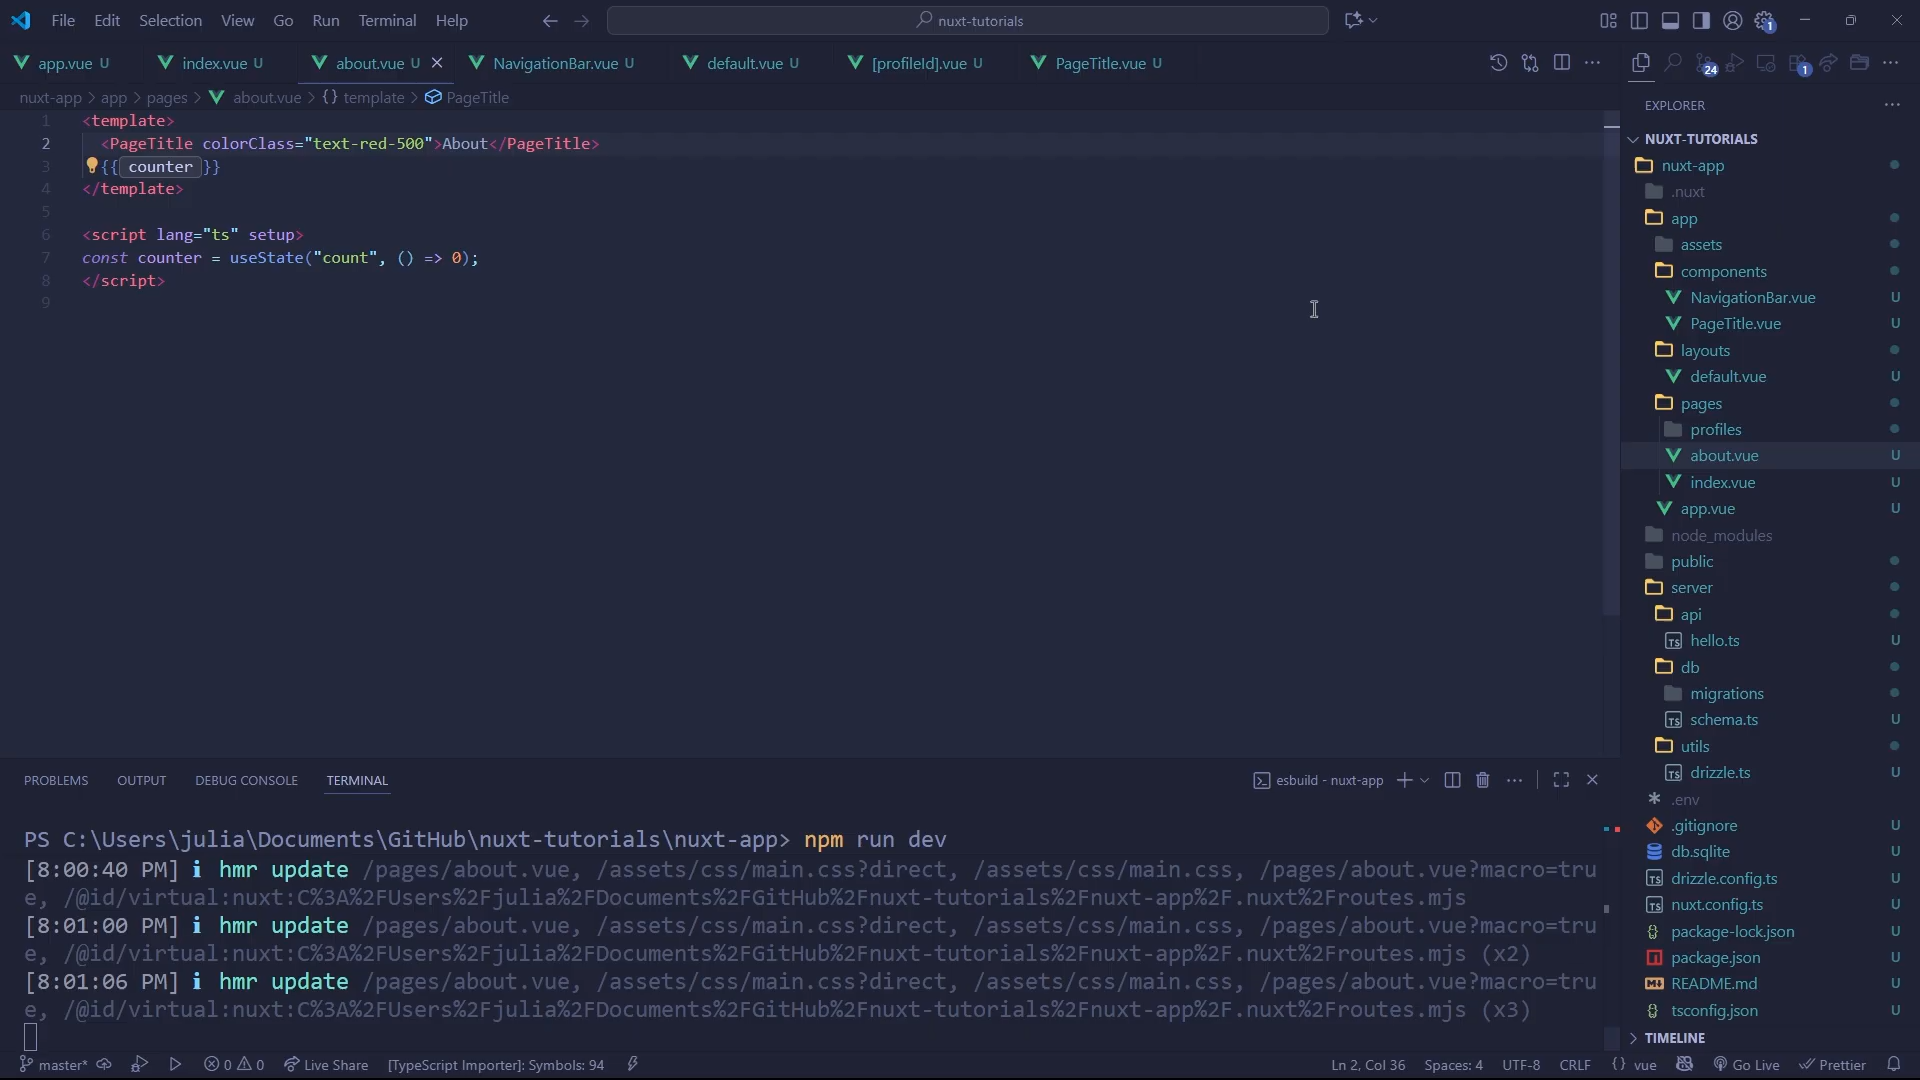 File Edit Selection View Go Run Terminal Help nuxt-tutorials 1
app.vue U index.vue U about.vue U NavigationBar.vue U default.vue U [profileId].vue U PageTitle.vue U 24 1
nuxt-app > app > pages > about.vue > {} template > PageTitle
1 <template>
2 <PageTitle colorClass="text-red-500">About</PageTitle>
3 {{ counter }}
4 </template>
5
6 <script lang="ts" setup>
7 const counter = useState("count", () => 0);
8 </script>
9
EXPLORER
NUXT-TUTORIALS
nuxt-app
.nuxt
app
assets
components
NavigationBar.vue U
PageTitle.vue U
layouts
default.vue U
pages
profiles
about.vue U
index.vue U
app.vue U
node_modules
public
server
api
TS hello.ts U
db
migrations
TS schema.ts U
utils
TS drizzle.ts U
.env
.gitignore U
db.sqlite U
TS drizzle.config.ts U
TS nuxt.config.ts U
{} package-lock.json U
package.json U
README.md U
{} tsconfig.json U
TIMELINE
PROBLEMS OUTPUT DEBUG CONSOLE TERMINAL esbuild - nuxt-app
PS C:\Users\julia\Documents\GitHub\nuxt-tutorials\nuxt-app> npm run dev
[8:00:40 PM] ℹ hmr update /pages/about.vue, /assets/css/main.css?direct, /assets/css/main.css, /pages/about.vue?macro=tru
e, /@id/virtual:nuxt:C%3A%2FUsers%2Fjulia%2FDocuments%2FGitHub%2Fnuxt-tutorials%2Fnuxt-app%2F.nuxt%2Froutes.mjs
[8:01:00 PM] ℹ hmr update /pages/about.vue, /assets/css/main.css?direct, /assets/css/main.css, /pages/about.vue?macro=tru
e, /@id/virtual:nuxt:C%3A%2FUsers%2Fjulia%2FDocuments%2FGitHub%2Fnuxt-tutorials%2Fnuxt-app%2F.nuxt%2Froutes.mjs (x2)
[8:01:06 PM] ℹ hmr update /pages/about.vue, /assets/css/main.css?direct, /assets/css/main.css, /pages/about.vue?macro=tru
e, /@id/virtual:nuxt:C%3A%2FUsers%2Fjulia%2FDocuments%2FGitHub%2Fnuxt-tutorials%2Fnuxt-app%2F.nuxt%2Froutes.mjs (x3)
master* 0 0 Live Share [TypeScript Importer]: Symbols: 94 Ln 2, Col 36 Spaces: 4 UTF-8 CRLF {} vue Go Live Prettier